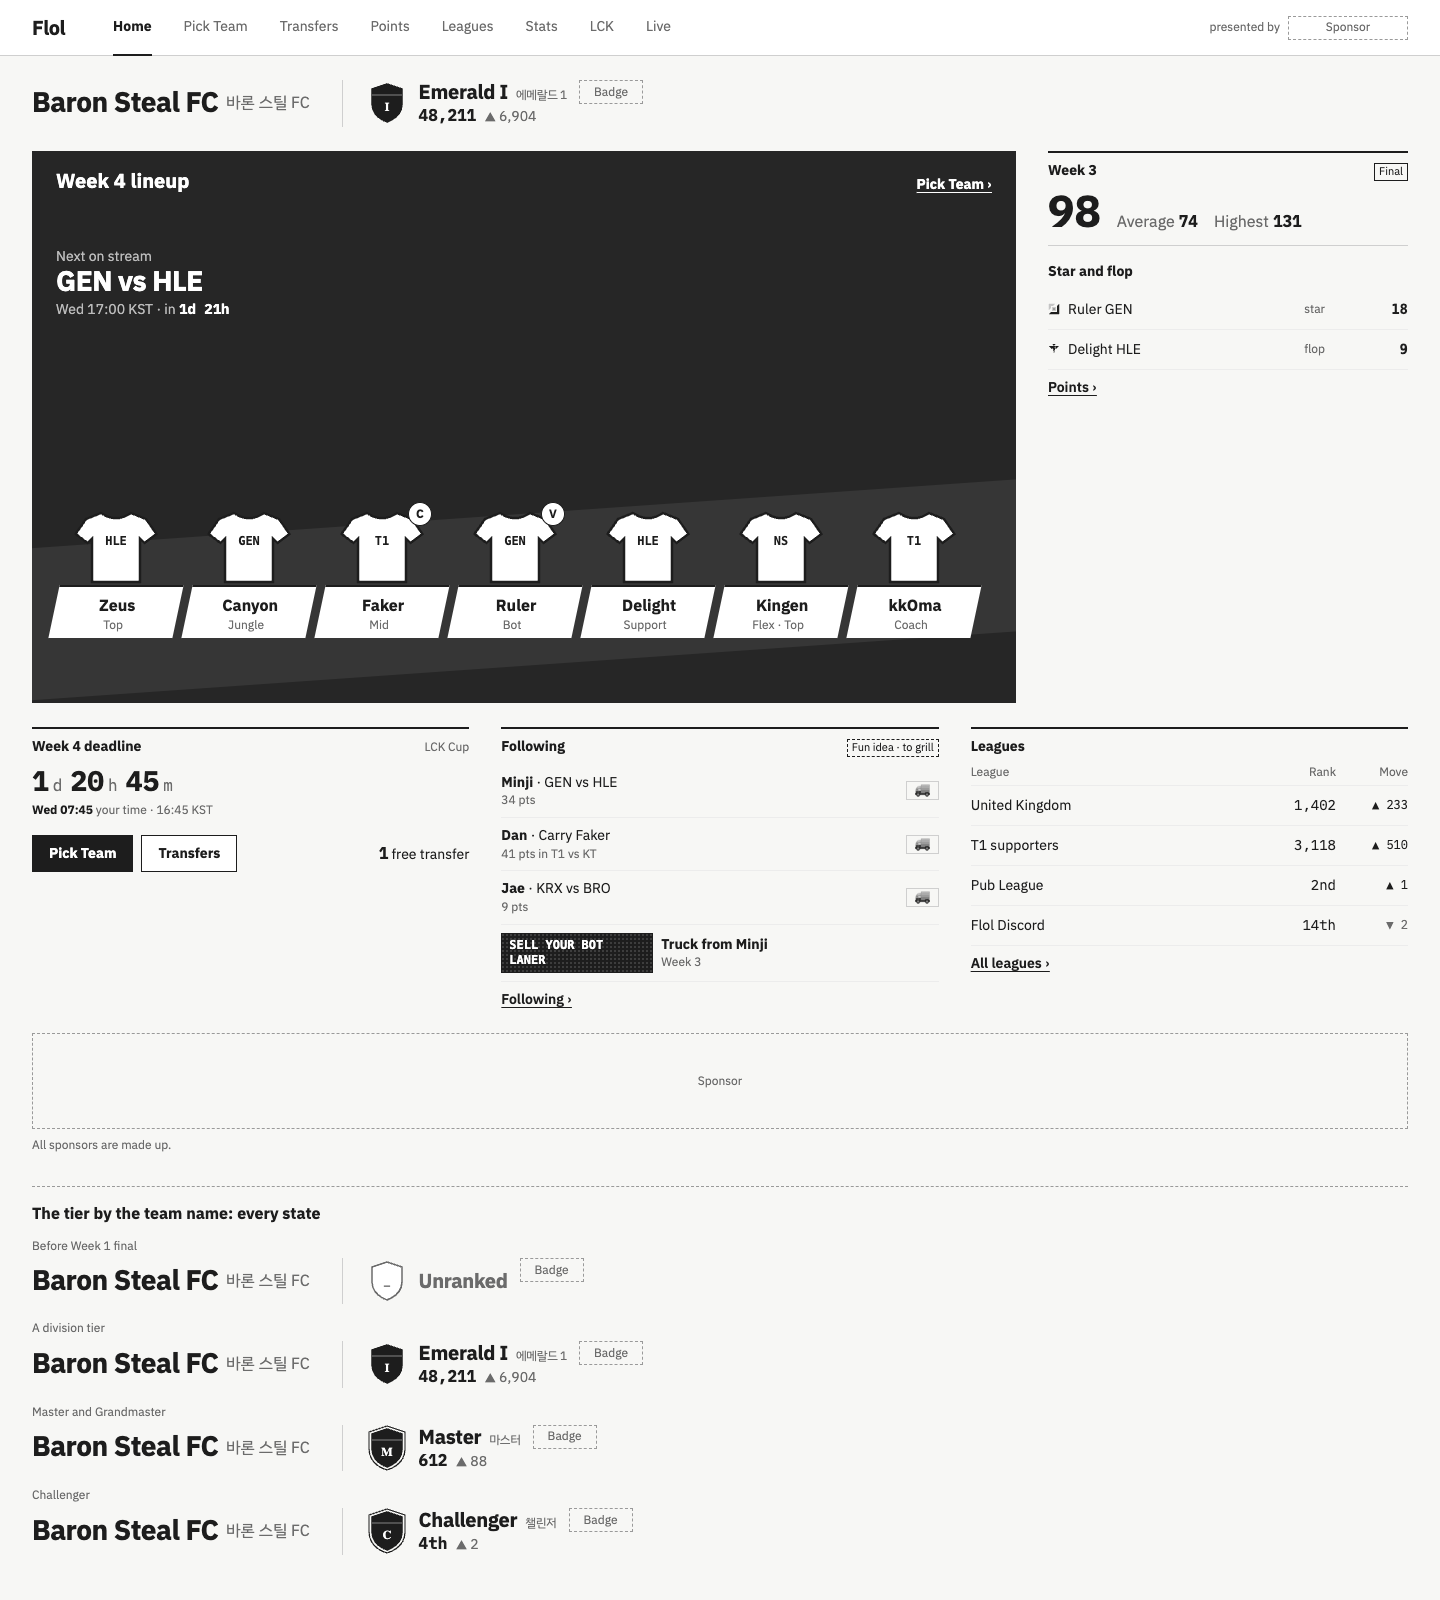 Flol
Home Pick Team Transfers Points Leagues Stats LCK Live
presented by Sponsor
Baron Steal FC 바론 스틸 FC
I
Emerald I 에메랄드 1 Badge
48,211 ▲ 6,904
Week 4 lineup
Pick Team ›
Next on stream
GEN vs HLE
Wed 17:00 KST · in 1d 21h
C V
HLE GEN T1 GEN HLE NS T1
Zeus Canyon Faker Ruler Delight Kingen kkOma
Top Jungle Mid Bot Support Flex · Top Coach
Week 3 Final
98 Average 74 Highest 131
Star and flop
Ruler GEN star 18
Delight HLE flop 9
Points ›
Week 4 deadline LCK Cup
1 d 20 h 45 m
Wed 07:45 your time · 16:45 KST
Pick Team Transfers 1 free transfer
Following Fun idea · to grill
Minji · GEN vs HLE
34 pts
Dan · Carry Faker
41 pts in T1 vs KT
Jae · KRX vs BRO
9 pts
SELL YOUR BOT
LANER
Truck from Minji
Week 3
Following ›
Leagues
League Rank Move
United Kingdom 1,402 ▲ 233
T1 supporters 3,118 ▲ 510
Pub League 2nd ▲ 1
Flol Discord 14th ▼ 2
All leagues ›
Sponsor
All sponsors are made up.
The tier by the team name: every state
Before Week 1 final
Baron Steal FC 바론 스틸 FC
–
Unranked Badge
A division tier
Baron Steal FC 바론 스틸 FC
I
Emerald I 에메랄드 1 Badge
48,211 ▲ 6,904
Master and Grandmaster
Baron Steal FC 바론 스틸 FC
M
Master 마스터 Badge
612 ▲ 88
Challenger
Baron Steal FC 바론 스틸 FC
C
Challenger 챌린저 Badge
4th ▲ 2